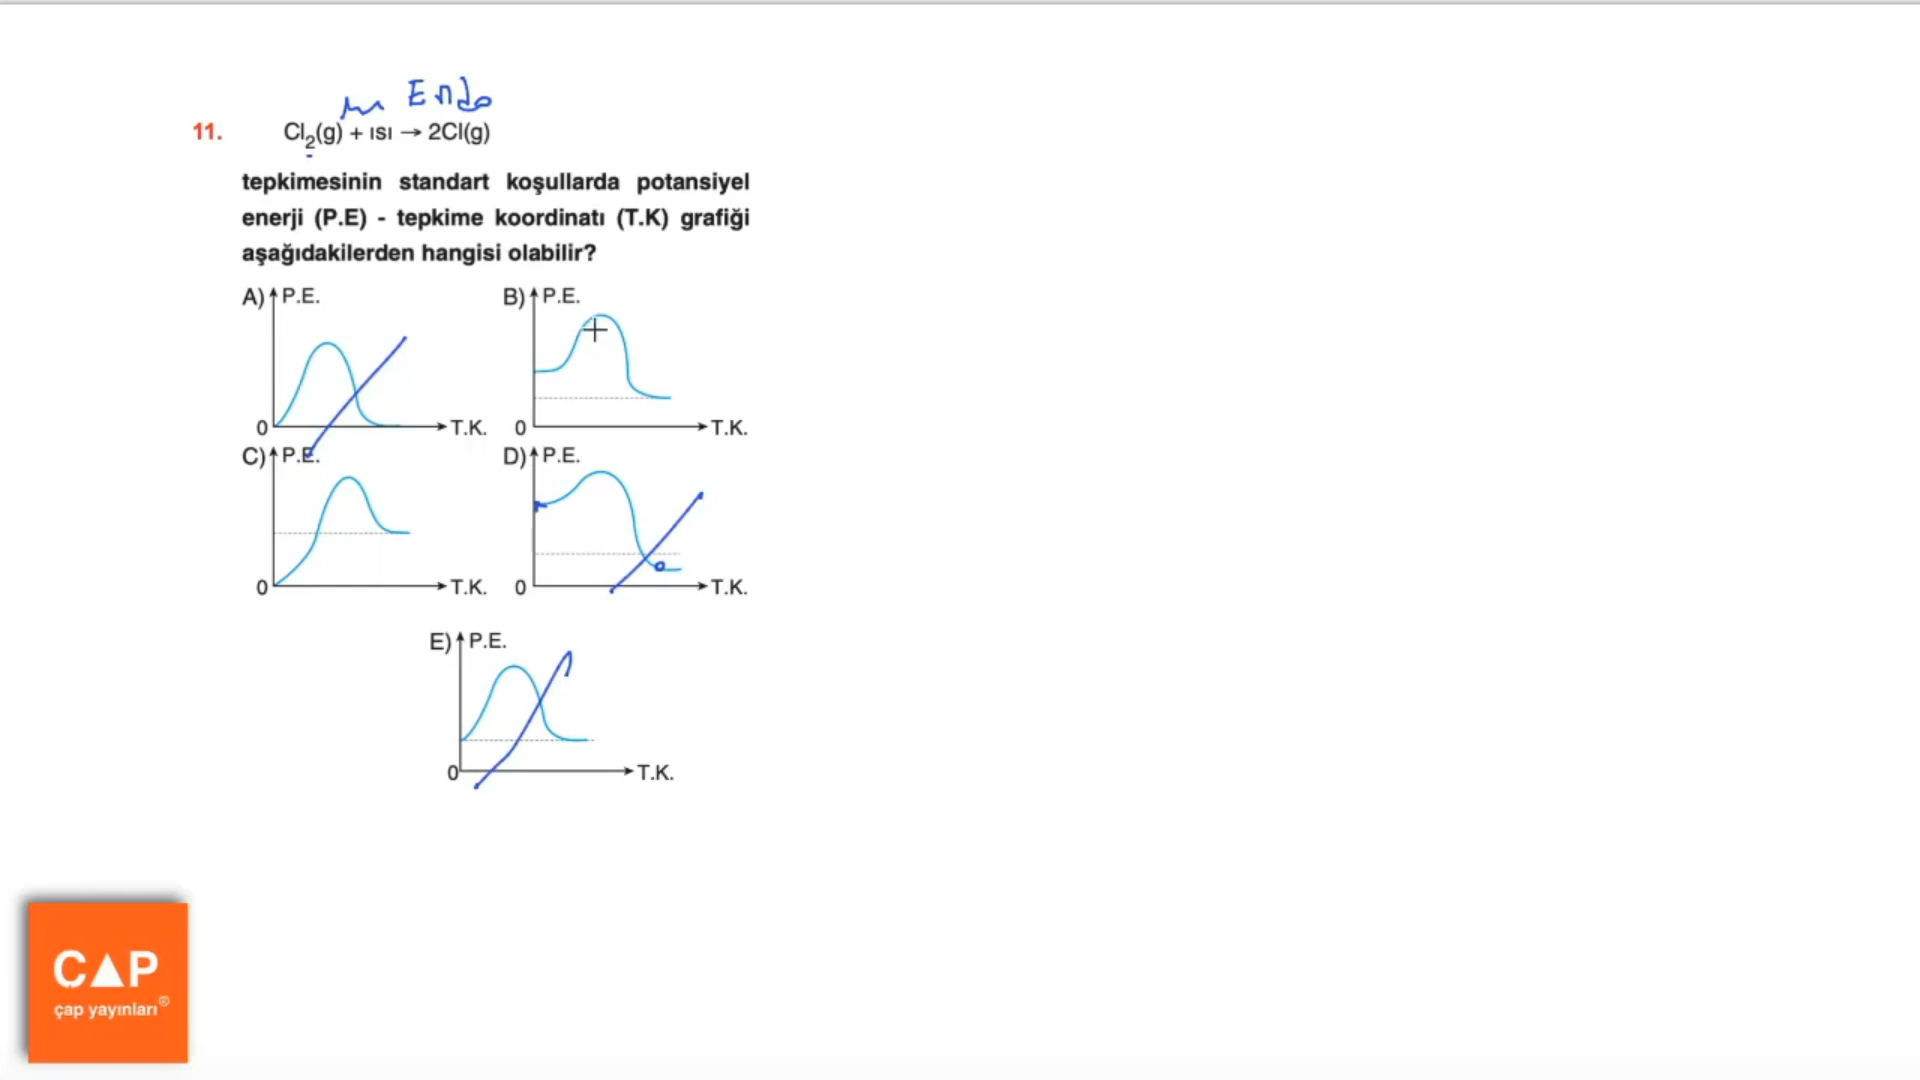 Endo
11. Cl₂(g) + ısı → 2Cl(g)
tepkimesinin standart koşullarda potansiyel
enerji (P.E) - tepkime koordinatı (T.K) grafiği
aşağıdakilerden hangisi olabilir?
A) P.E. 0 T.K.
B) P.E. 0 T.K.
C) P.E. 0 T.K.
D) P.E. 0 T.K.
E) P.E. 0 T.K.
ÇAP
çap yayınları®